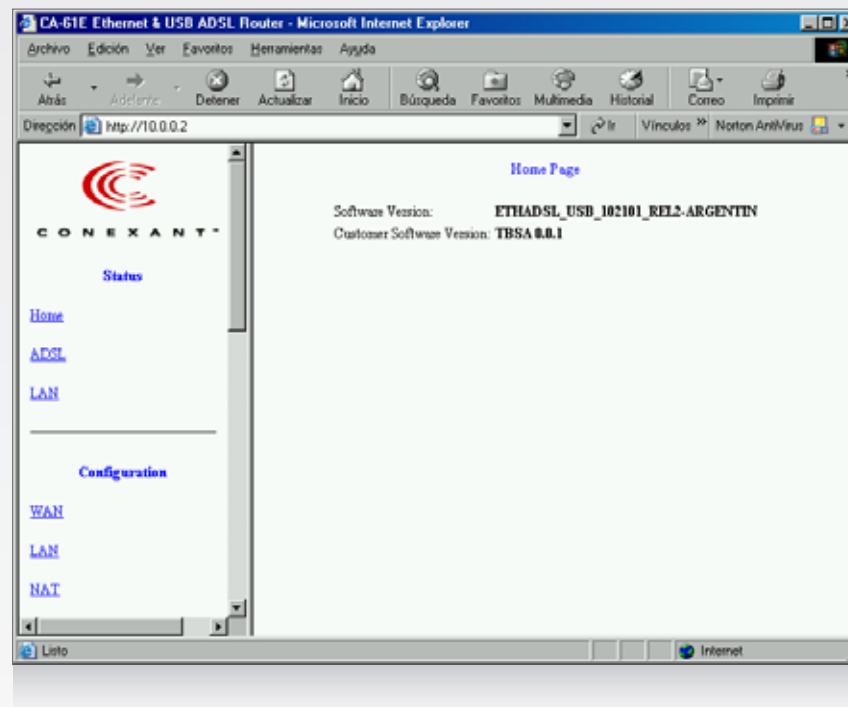 CA-61E Ethernet & USB ADSL Router - Microsoft Internet Explorer
Archivo Edición Ver Favoritos Herramientas Ayuda
Atrás Adelante Detener Actualizar Inicio Búsqueda Favoritos Multimedia Historial Correo Imprimir
Dirección http://10.0.0.2 Ir Vínculos » Norton AntiVirus
CONEXANT™
Status
Home
ADSL
LAN
Configuration
WAN
LAN
NAT
Home Page
Software Version: ETHADSL_USB_102101_REL2-ARGENTIN
Customer Software Version: TBSA 0.0.1
Listo Internet